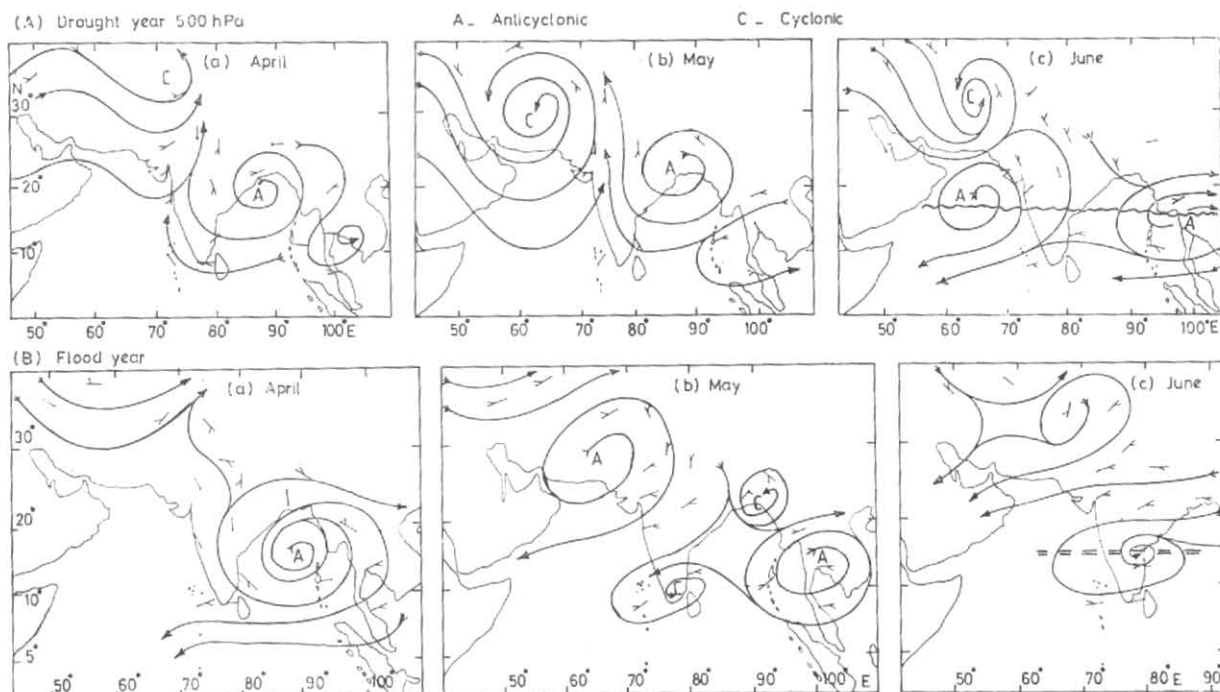 (A) Drought year 500 hPa A_ Anticyclonic C _ Cyclonic
(a) April (b) May (c) June
C
N
30°
C
C
A
A
20°
A
A
10°
50° 60° 70° 80° 90° 100°E 50° 60° 70° 80° 90° 100° 50° 60° 70° 80° 90° 100°E
(B) Flood year
(a) April (b) May (c) June
30°
A
C
20°
A
A
C
10°
5°
50° 60° 70° 80° 90° 100° 50° 60° 70° 80° 90° 100° E 50° 60° 70° 80° E 90°